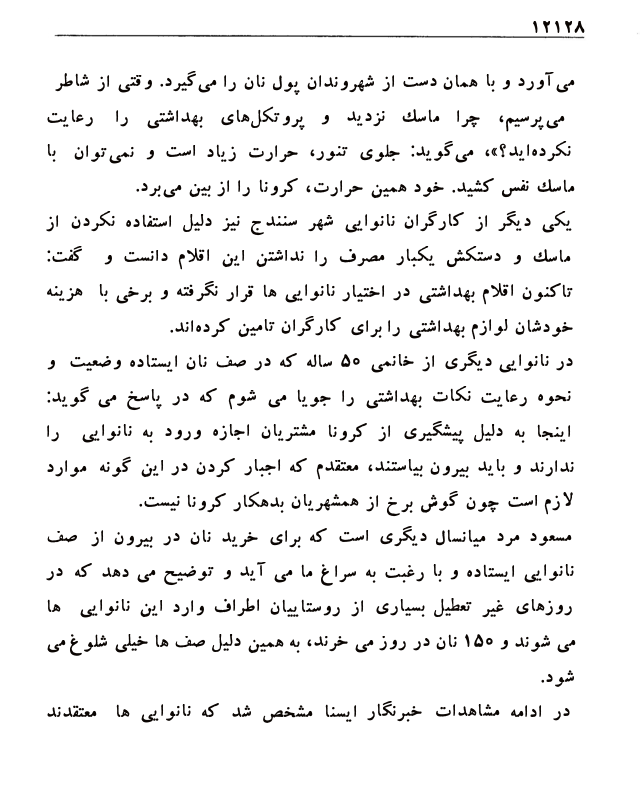 ۱۲۱۲۸
می‌آورد و با همان دست از شهروندان پول نان را می‌گیرد. وقتی از شاطر
می‌پرسیم، چرا ماسك نزدید و پروتکل‌های بهداشتی را رعایت
نکرده‌اید؟»، می‌گوید: جلوی تنور، حرارت زیاد است و نمی‌توان با
ماسك نفس کشید. خود همین حرارت، کرونا را از بین می‌برد.
یکی دیگر از کارگران نانوایی شهر سنندج نیز دلیل استفاده نکردن از
ماسك و دستکش یکبار مصرف را نداشتن این اقلام دانست و گفت:
تاکنون اقلام بهداشتی در اختیار نانوایی ها قرار نگرفته و برخی با هزینه
خودشان لوازم بهداشتی را برای کارگران تامین کرده‌اند.
در نانوایی دیگری از خانمی ۵۰ ساله که در صف نان ایستاده وضعیت و
نحوه رعایت نکات بهداشتی را جویا می شوم که در پاسخ می گوید:
اینجا به دلیل پیشگیری از کرونا مشتریان اجازه ورود به نانوایی را
ندارند و باید بیرون بیاستند، معتقدم که اجبار کردن در این گونه موارد
لازم است چون گوش برخ از همشهریان بدهکار کرونا نیست.
مسعود مرد میانسال دیگری است که برای خرید نان در بیرون از صف
نانوایی ایستاده و با رغبت به سراغ ما می آید و توضیح می دهد که در
روزهای غیر تعطیل بسیاری از روستاییان اطراف وارد این نانوایی ها
می شوند و ۱۵۰ نان در روز می خرند، به همین دلیل صف ها خیلی شلوغ می
شود.
در ادامه مشاهدات خبرنگار ایسنا مشخص شد که نانوایی ها معتقدند